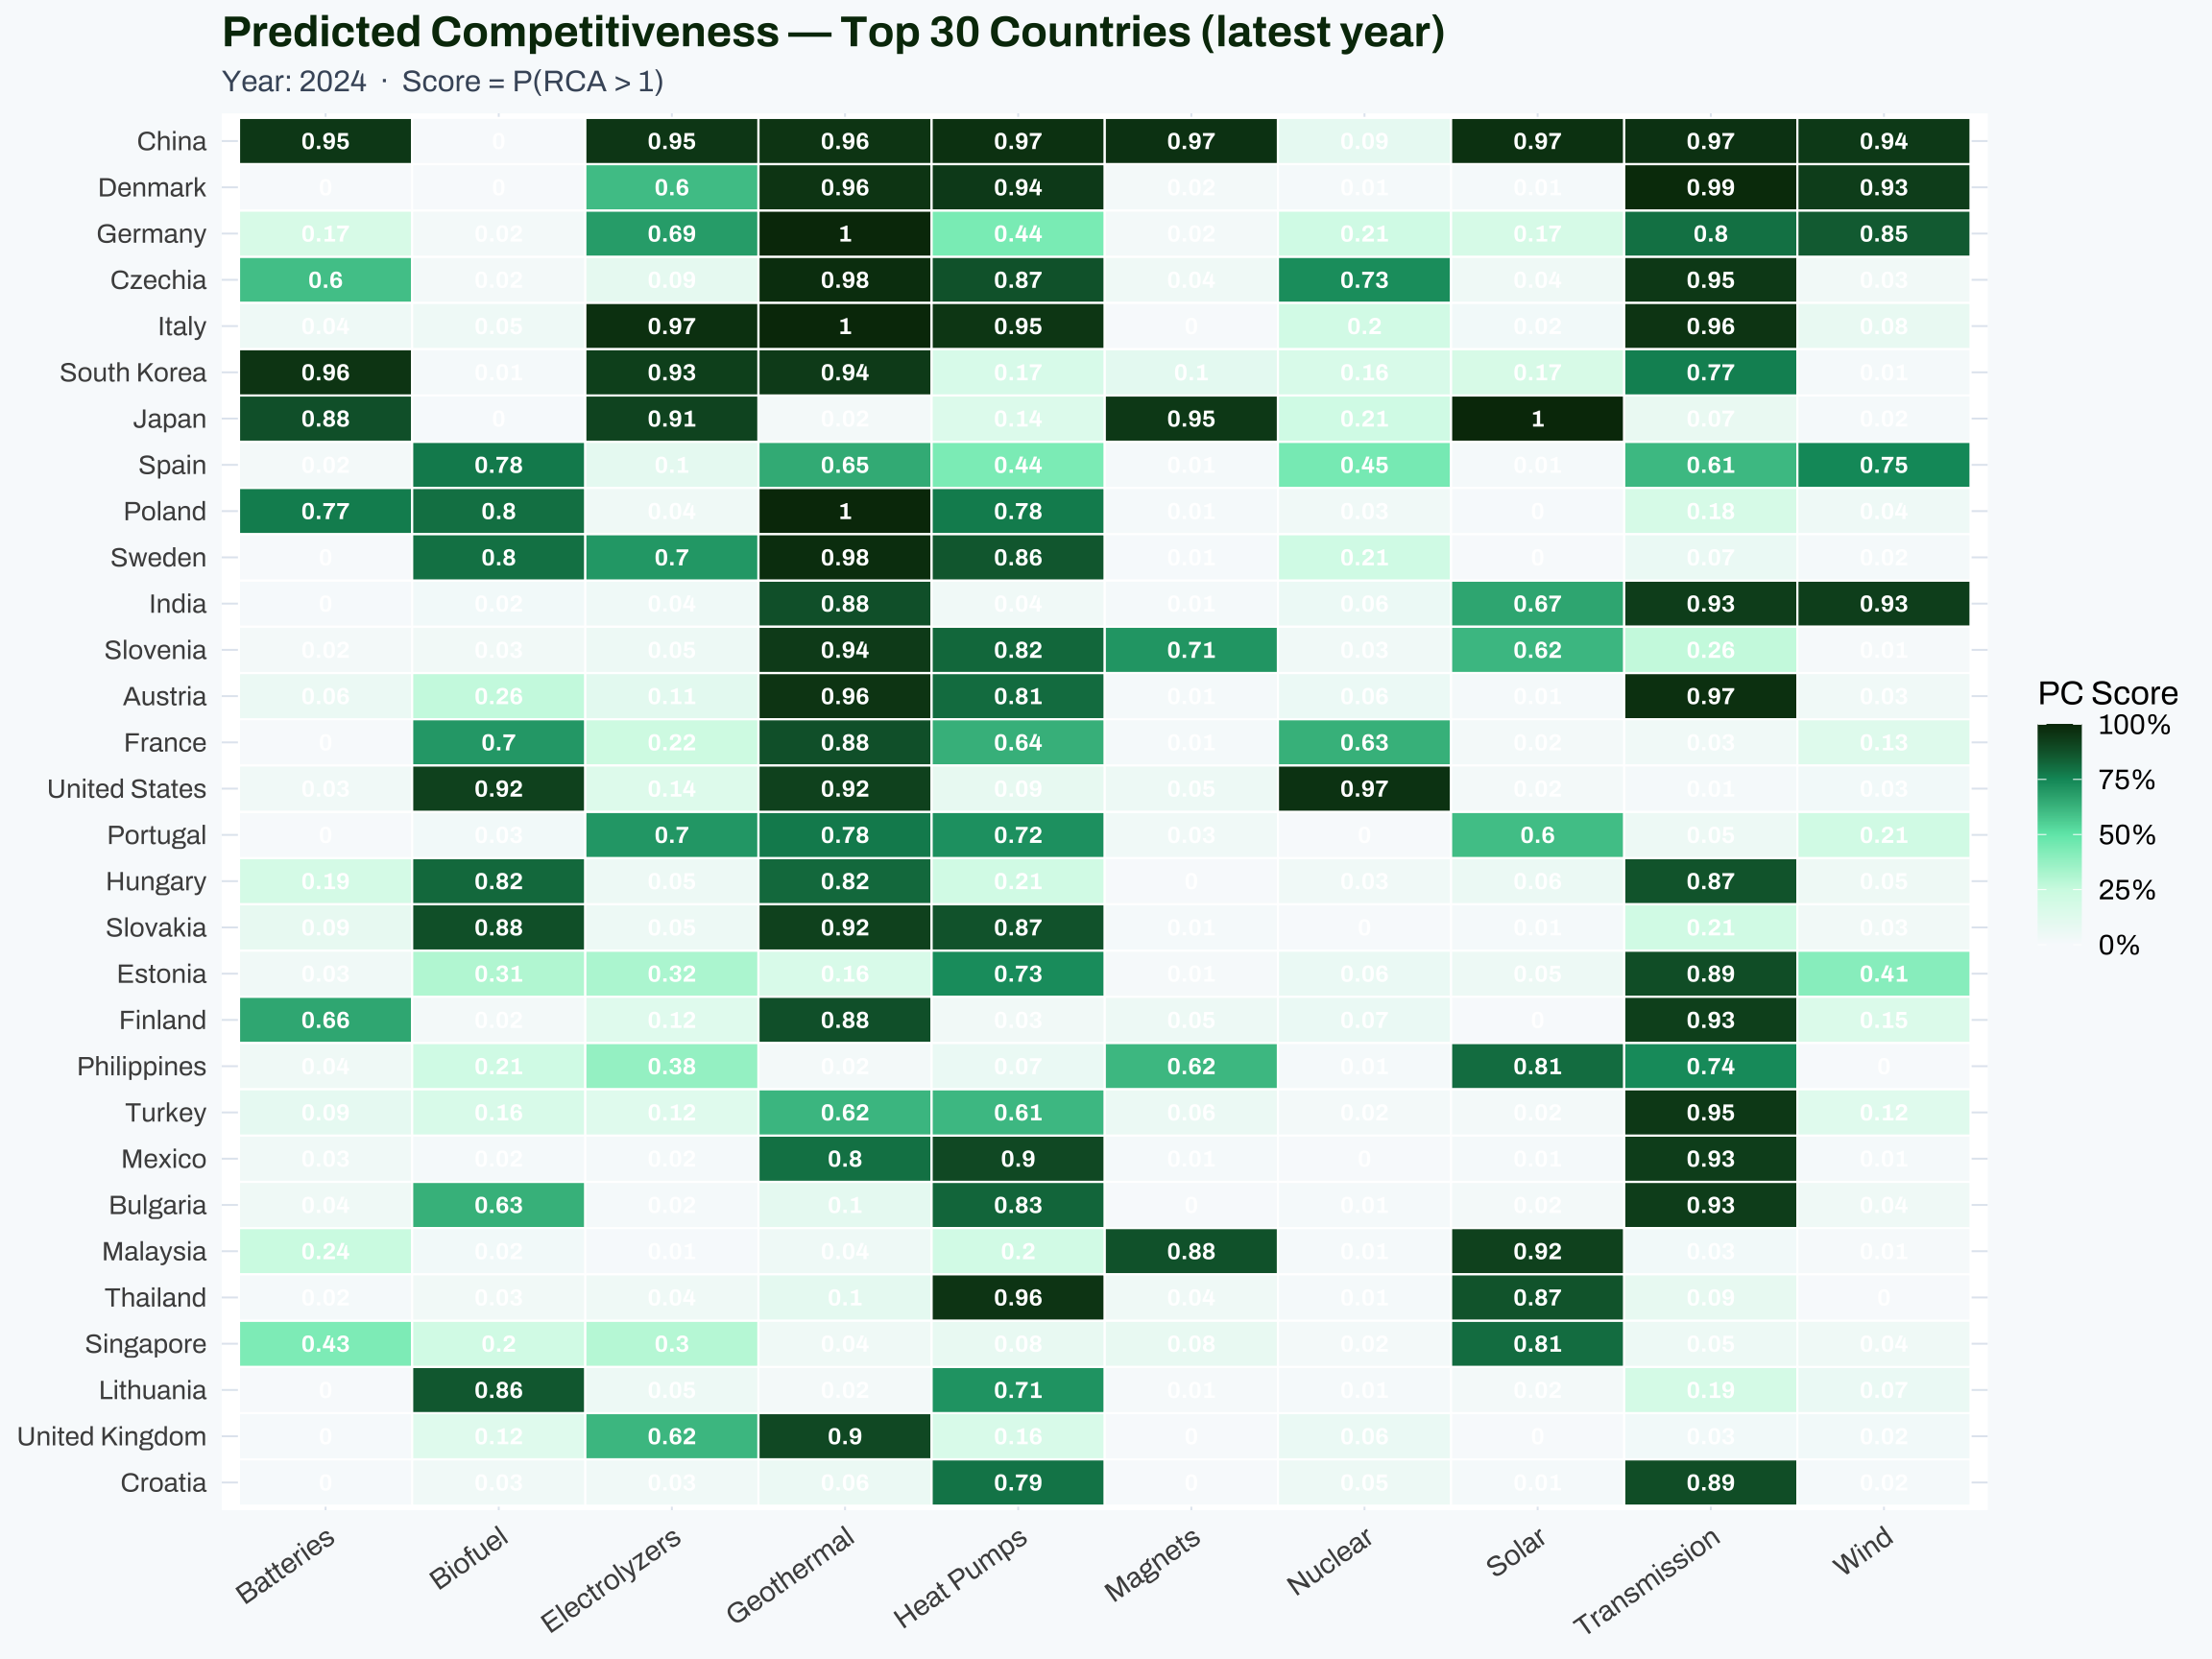 Predicted Competitiveness — Top 30 Countries (latest year)
Year: 2024 · Score = P(RCA > 1)
China 0.95 0 0.95 0.96 0.97 0.97 0.09 0.97 0.97 0.94
Denmark 0 0 0.6 0.96 0.94 0.02 0.01 0.01 0.99 0.93
Germany 0.17 0.02 0.69 1 0.44 0.02 0.21 0.17 0.8 0.85
Czechia 0.6 0.02 0.09 0.98 0.87 0.04 0.73 0.04 0.95 0.03
Italy 0.04 0.05 0.97 1 0.95 0 0.2 0.02 0.96 0.08
South Korea 0.96 0.01 0.93 0.94 0.17 0.1 0.16 0.17 0.77 0.01
Japan 0.88 0 0.91 0.02 0.14 0.95 0.21 1 0.07 0.02
Spain 0.02 0.78 0.1 0.65 0.44 0.01 0.45 0.01 0.61 0.75
Poland 0.77 0.8 0.04 1 0.78 0.01 0.03 0 0.18 0.04
Sweden 0 0.8 0.7 0.98 0.86 0.01 0.21 0 0.07 0.02
India 0 0.02 0.04 0.88 0.04 0.01 0.06 0.67 0.93 0.93
Slovenia 0.02 0.03 0.05 0.94 0.82 0.71 0.03 0.62 0.26 0.01
Austria 0.06 0.26 0.11 0.96 0.81 0.01 0.06 0.01 0.97 0.03
France 0 0.7 0.22 0.88 0.64 0.01 0.63 0.02 0.03 0.13
United States 0.03 0.92 0.14 0.92 0.09 0.05 0.97 0.02 0.01 0.03
Portugal 0 0.03 0.7 0.78 0.72 0.03 0 0.6 0.05 0.21
Hungary 0.19 0.82 0.05 0.82 0.21 0 0.03 0.06 0.87 0.05
Slovakia 0.09 0.88 0.05 0.92 0.87 0.01 0 0.01 0.21 0.03
Estonia 0.03 0.31 0.32 0.16 0.73 0.01 0.06 0.05 0.89 0.41
Finland 0.66 0.02 0.12 0.88 0.03 0.05 0.07 0 0.93 0.15
Philippines 0.04 0.21 0.38 0.02 0.07 0.62 0.01 0.81 0.74 0
Turkey 0.09 0.16 0.12 0.62 0.61 0.06 0.02 0.02 0.95 0.12
Mexico 0.03 0.02 0.02 0.8 0.9 0.01 0 0.01 0.93 0.01
Bulgaria 0.04 0.63 0.02 0.1 0.83 0 0.01 0.02 0.93 0.04
Malaysia 0.24 0.02 0.01 0.04 0.2 0.88 0.01 0.92 0.03 0.01
Thailand 0.02 0.03 0.04 0.1 0.96 0.04 0.01 0.87 0.09 0
Singapore 0.43 0.2 0.3 0.04 0.08 0.08 0.02 0.81 0.05 0.04
Lithuania 0 0.86 0.05 0.02 0.71 0.01 0.01 0.02 0.19 0.07
United Kingdom 0 0.12 0.62 0.9 0.16 0 0.06 0 0.03 0.02
Croatia 0 0.03 0.03 0.06 0.79 0 0.05 0.01 0.89 0.02
Batteries Biofuel Electrolyzers Geothermal Heat Pumps Magnets Nuclear Solar Transmission Wind
PC Score
100%
75%
50%
25%
0%